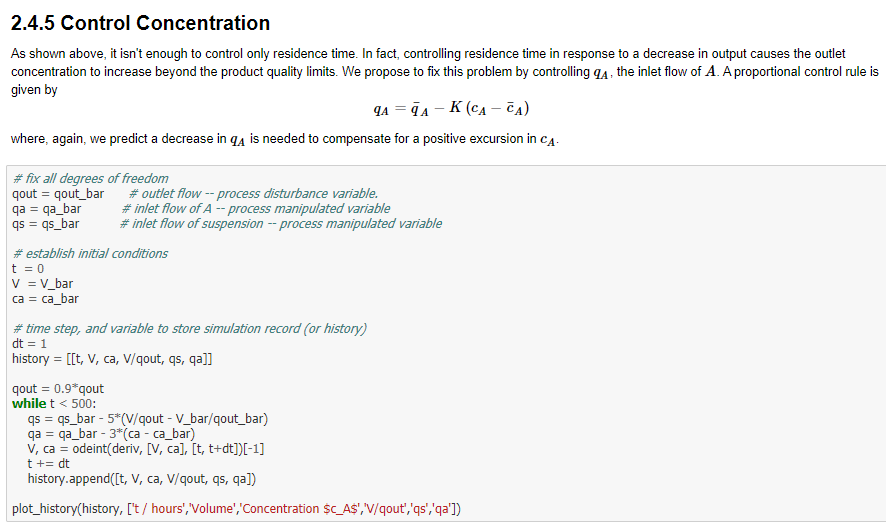 2.4.5 Control Concentration
As shown above, it isn't enough to control only residence time. In fact, controlling residence time in response to a decrease in output causes the outlet
concentration to increase beyond the product quality limits. We propose to fix this problem by controlling q_A, the inlet flow of A. A proportional control rule is
given by
q_A = q̄_A − K (c_A − c̄_A)
where, again, we predict a decrease in q_A is needed to compensate for a positive excursion in c_A.
# fix all degrees of freedom
qout = qout_bar # outlet flow -- process disturbance variable.
qa = qa_bar # inlet flow of A -- process manipulated variable
qs = qs_bar # inlet flow of suspension -- process manipulated variable
# establish initial conditions
t = 0
V = V_bar
ca = ca_bar
# time step, and variable to store simulation record (or history)
dt = 1
history = [[t, V, ca, V/qout, qs, qa]]
qout = 0.9*qout
while t < 500:
qs = qs_bar - 5*(V/qout - V_bar/qout_bar)
qa = qa_bar - 3*(ca - ca_bar)
V, ca = odeint(deriv, [V, ca], [t, t+dt])[-1]
t += dt
history.append([t, V, ca, V/qout, qs, qa])
plot_history(history, ['t / hours','Volume','Concentration $c_A$','V/qout','qs','qa'])